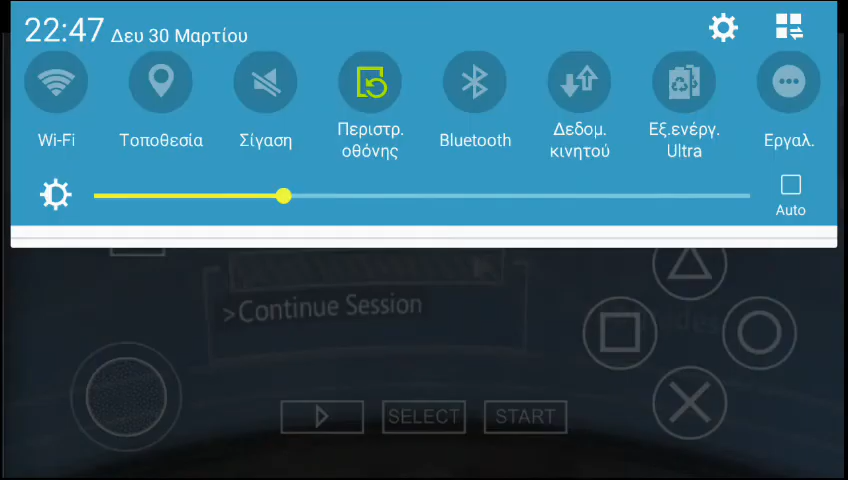 22:47 Δευ 30 Μαρτίου
Wi-Fi
Τοποθεσία
Σίγαση
Περιστρ.
οθόνης
Bluetooth
Δεδομ.
κινητού
Εξ.ενέργ.
Ultra
Εργαλ.
Auto
>Continue Session
SELECT
START